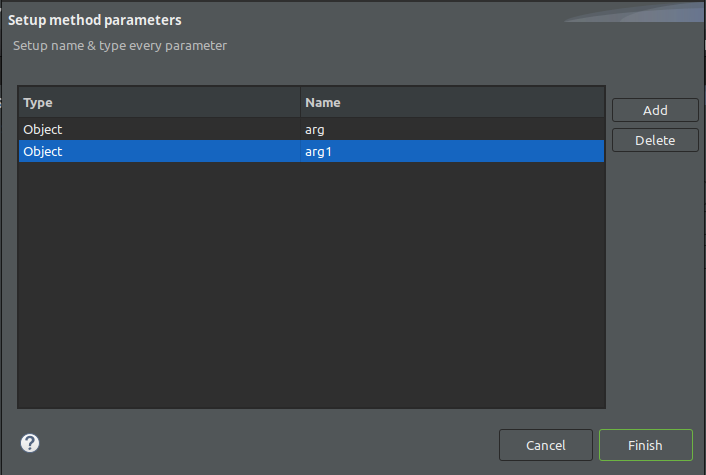 Setup method parameters
Setup name & type every parameter
Type Name
Object arg
Object arg1
Add
Delete
?
Cancel Finish